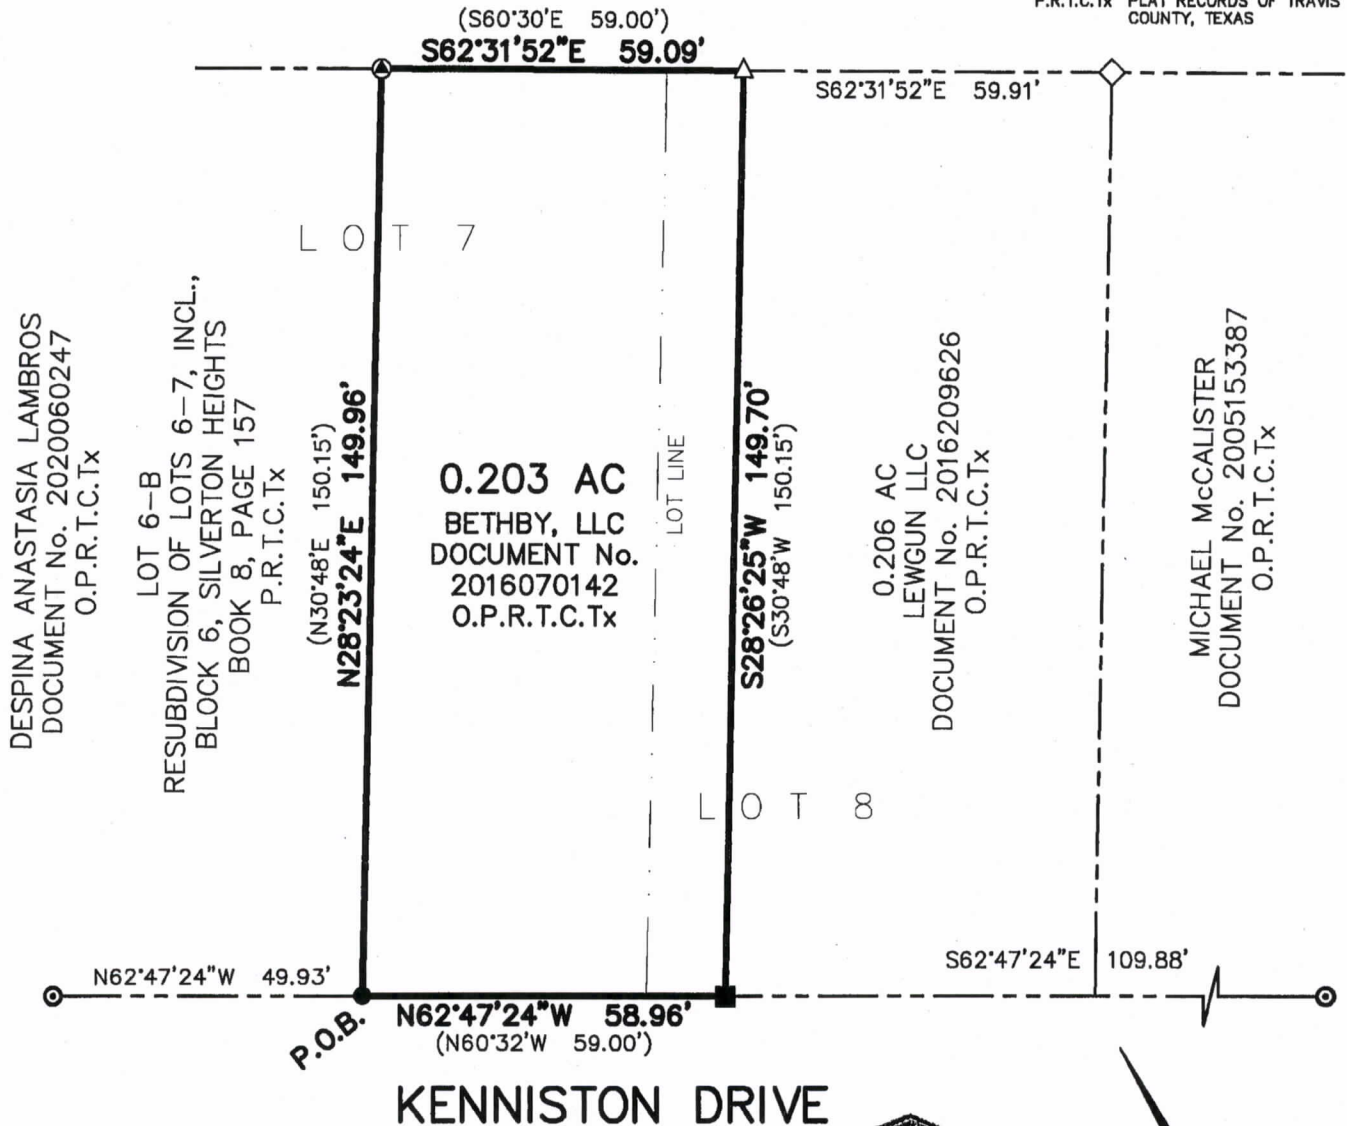 P.R.T.C.Tx PLAT RECORDS OF TRAVIS
COUNTY, TEXAS
(S60°30'E 59.00')
S62°31'52"E 59.09'
S62°31'52"E 59.91'
LOT 7
DESPINA ANASTASIA LAMBROS
DOCUMENT No. 2020060247
O.P.R.T.C.Tx
LOT 6-B
RESUBDIVISION OF LOTS 6-7, INCL.,
BLOCK 6, SILVERTON HEIGHTS
BOOK 8, PAGE 157
P.R.T.C.Tx
(N30°48'E 150.15')
N28°23'24"E 149.96'
0.203 AC
BETHBY, LLC
DOCUMENT No.
2016070142
O.P.R.T.C.Tx
LOT LINE
S28°26'25"W 149.70'
(S30°48'W 150.15')
0.206 AC
LEWGUN LLC
DOCUMENT No. 2016209626
O.P.R.T.C.Tx
MICHAEL McCALISTER
DOCUMENT No. 2005153387
O.P.R.T.C.Tx
LOT 8
N62°47'24"W 49.93'
S62°47'24"E 109.88'
P.O.B.
N62°47'24"W 58.96'
(N60°32'W 59.00')
KENNISTON DRIVE